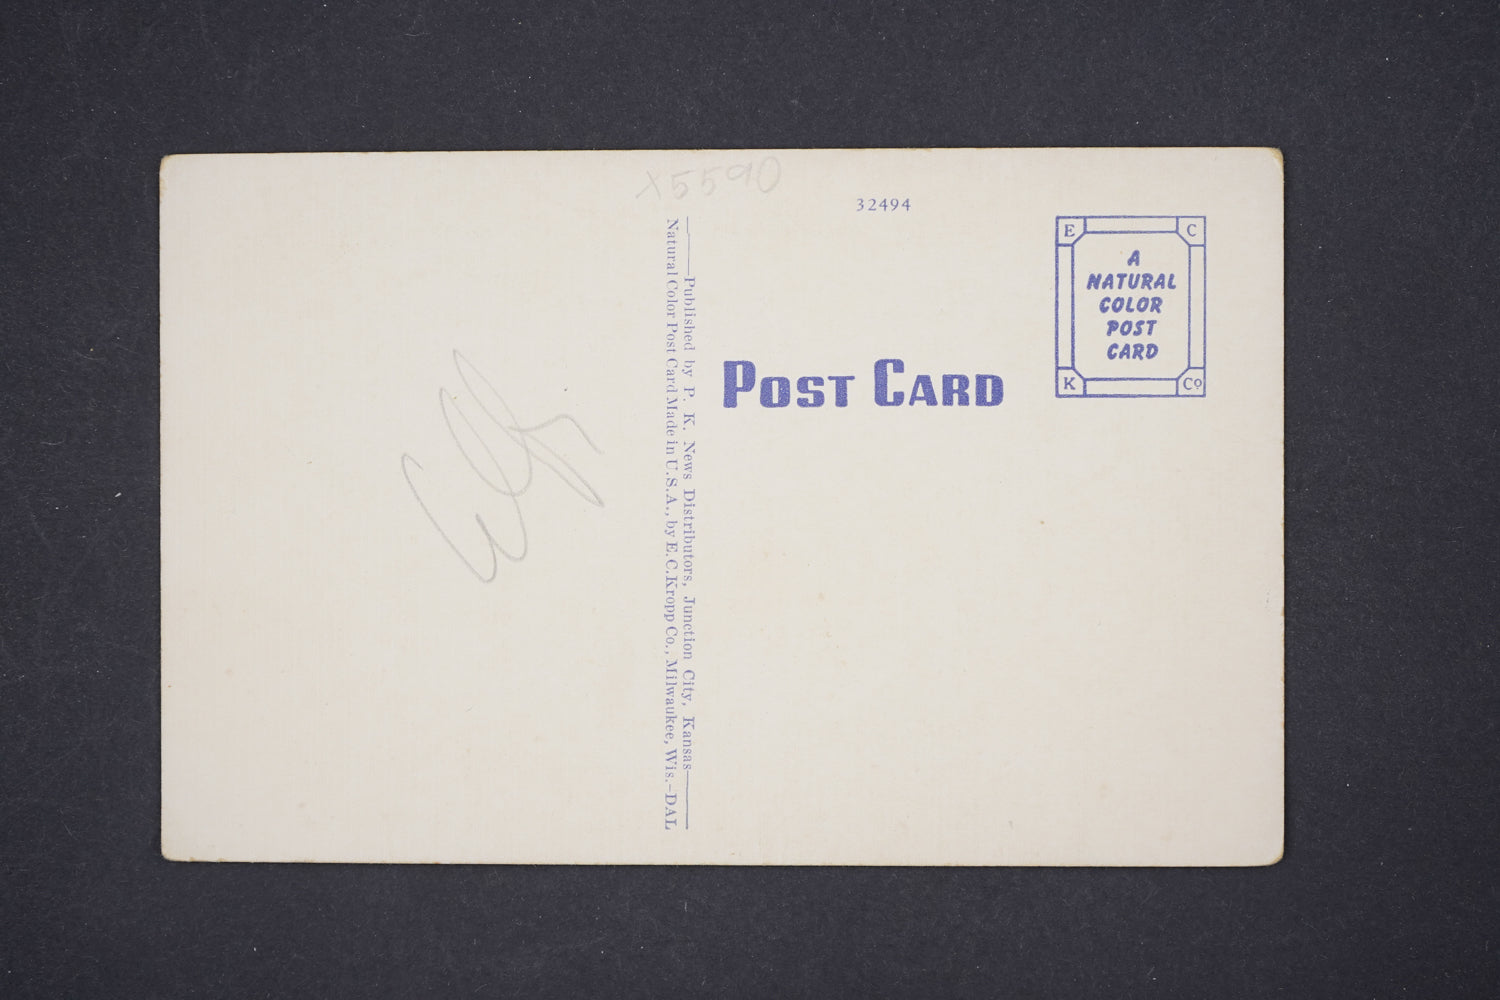 X5590
32494
E C
A
NATURAL
COLOR
POST
CARD
K Cº
POST CARD
Published by P. K. News Distributors, Junction City, Kansas
Natural Color Post Card Made in U.S.A., by E.C.Kropp Co., Milwaukee, Wis.-DAL